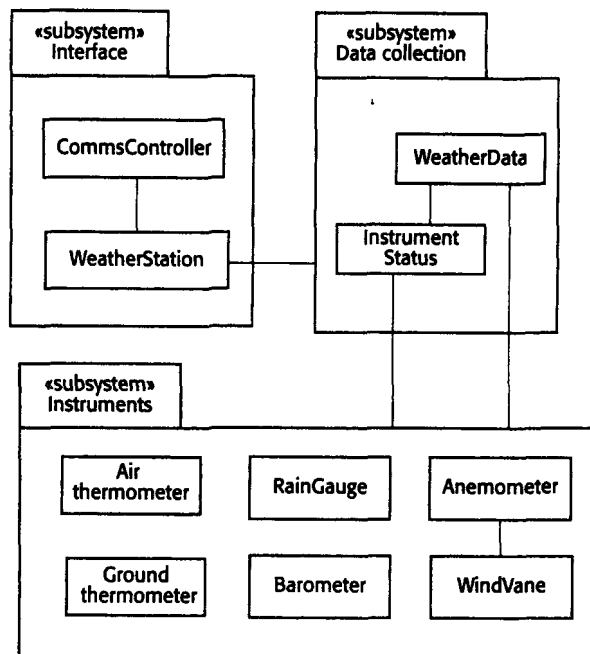 «subsystem»
Interface
CommsController
WeatherStation
«subsystem»
Data collection
WeatherData
Instrument
Status
«subsystem»
Instruments
Air
thermometer
RainGauge
Anemometer
Ground
thermometer
Barometer
WindVane